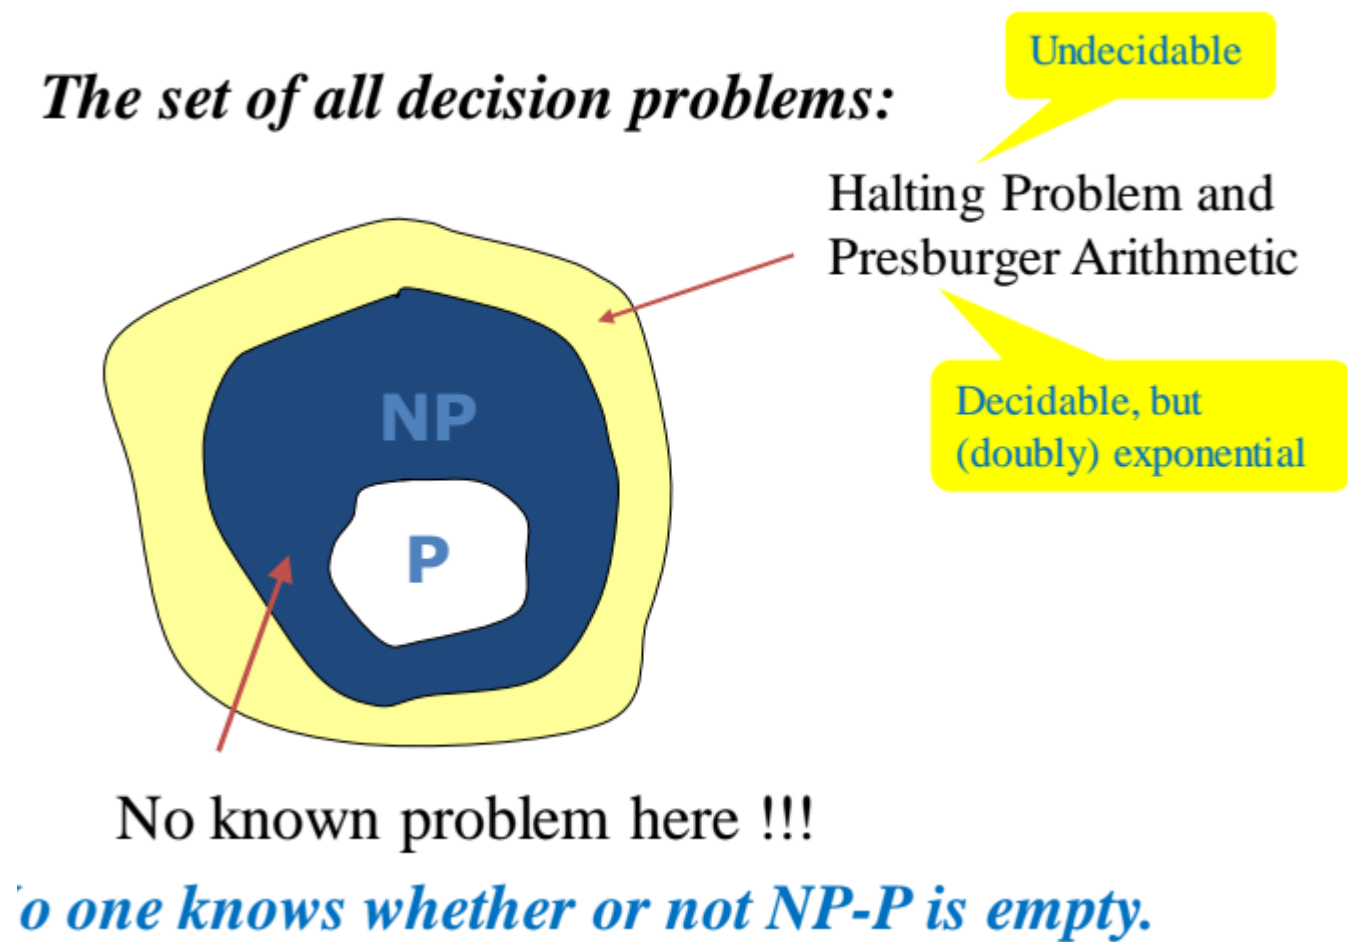 Undecidable
The set of all decision problems:
Halting Problem and
Presburger Arithmetic
NP
Decidable, but
(doubly) exponential
P
No known problem here !!!
o one knows whether or not NP-P is empty.